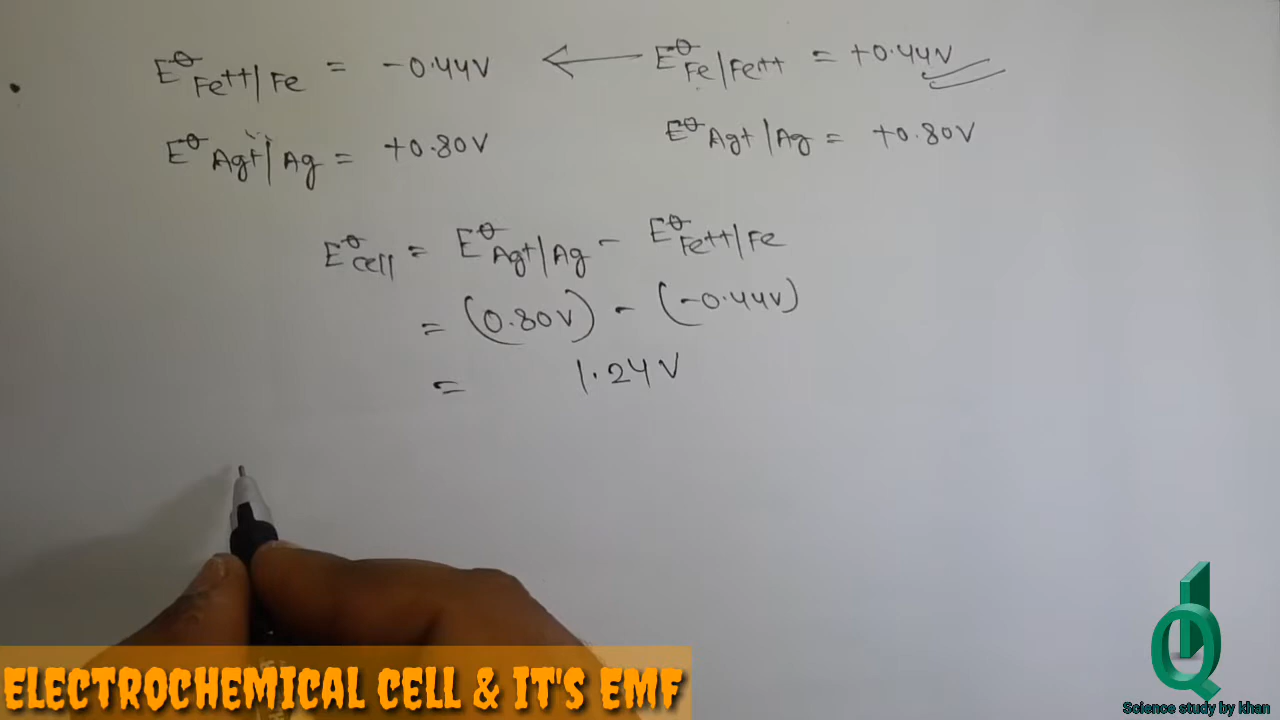 E⊖ Fe++/Fe = -0.44V ← E⊖ Fe/Fe++ = +0.44V
E⊖ Ag+/Ag = +0.80V E⊖ Ag+/Ag = +0.80V
E⊖ cell = E⊖ Ag+/Ag - E⊖ Fe++/Fe
= (0.80V) - (-0.44V)
= 1.24V
ELECTROCHEMICAL CELL & IT'S EMF
Science study by khan